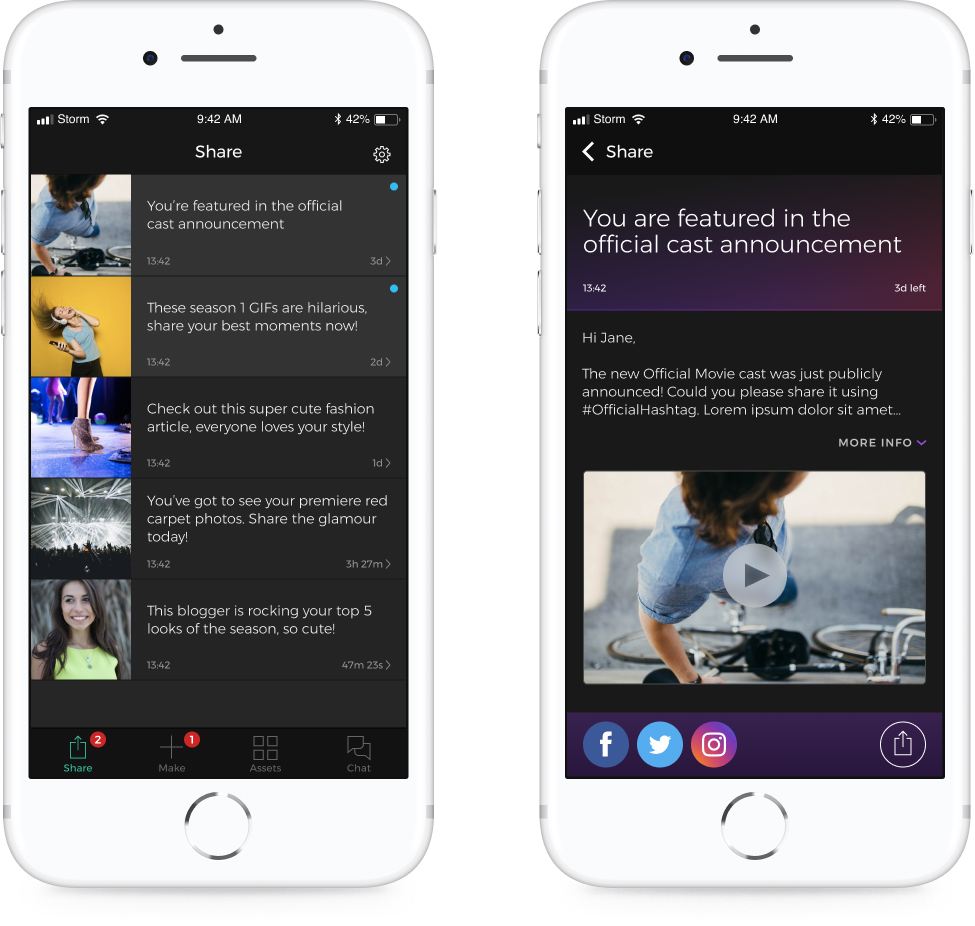 Storm
9:42 AM
42%
Share
You're featured in the official
cast announcement
13:42
3d
These season 1 GIFs are hilarious,
share your best moments now!
13:42
2d
Check out this super cute fashion
article, everyone loves your style!
13:42
1d
You've got to see your premiere red
carpet photos. Share the glamour
today!
13:42
3h 27m
This blogger is rocking your top 5
looks of the season, so cute!
13:42
47m 23s
2
1
Share
Make
Assets
Chat
Storm
9:42 AM
42%
Share
You are featured in the
official cast announcement
13:42
3d left
Hi Jane,
The new Official Movie cast was just publicly
announced! Could you please share it using
#OfficialHashtag. Lorem ipsum dolor sit amet...
MORE INFO